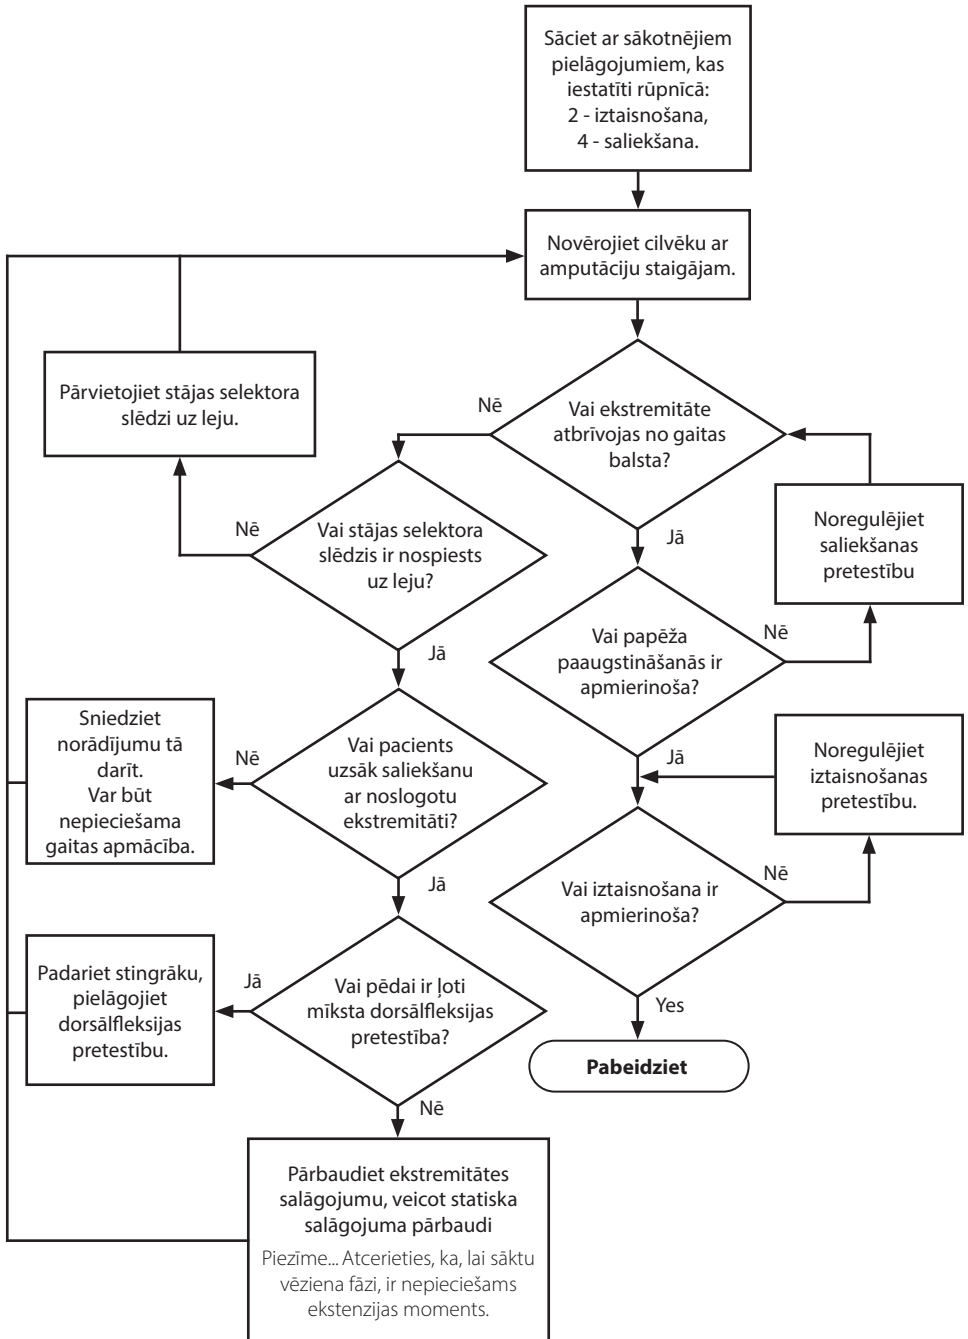 Sāciet ar sākotnējiem
pielāgojumiem, kas
iestatīti rūpnīcā:
2 - iztaisnošana,
4 - saliekšana.
Novērojiet cilvēku ar
amputāciju staigājam.
Pārvietojiet stājas selektora
slēdzi uz leju.
Nē
Vai ekstremitāte
atbrīvojas no gaitas
balsta?
Noregulējiet
saliekšanas
pretestību
Nē
Vai stājas selektora
slēdzis ir nospiests
uz leju?
Jā
Vai papēža
paaugstināšanās ir
apmierinoša?
Nē
Jā
Sniedziet
norādījumu tā
darīt.
Var būt
nepieciešama
gaitas apmācība.
Nē
Vai pacients
uzsāk saliekšanu
ar noslogotu
ekstremitāti?
Jā
Noregulējiet
iztaisnošanas
pretestību.
Jā
Vai iztaisnošana ir
apmierinoša?
Nē
Padariet stingrāku,
pielāgojiet
dorsālfleksijas
pretestību.
Jā
Vai pēdai ir ļoti
mīksta dorsālfleksijas
pretestība?
Yes
Pabeidziet
Nē
Pārbaudiet ekstremitātes
salāgojumu, veicot statiska
salāgojuma pārbaudi
Piezīme... Atcerieties, ka, lai sāktu
vēziena fāzi, ir nepieciešams
ekstenzijas moments.